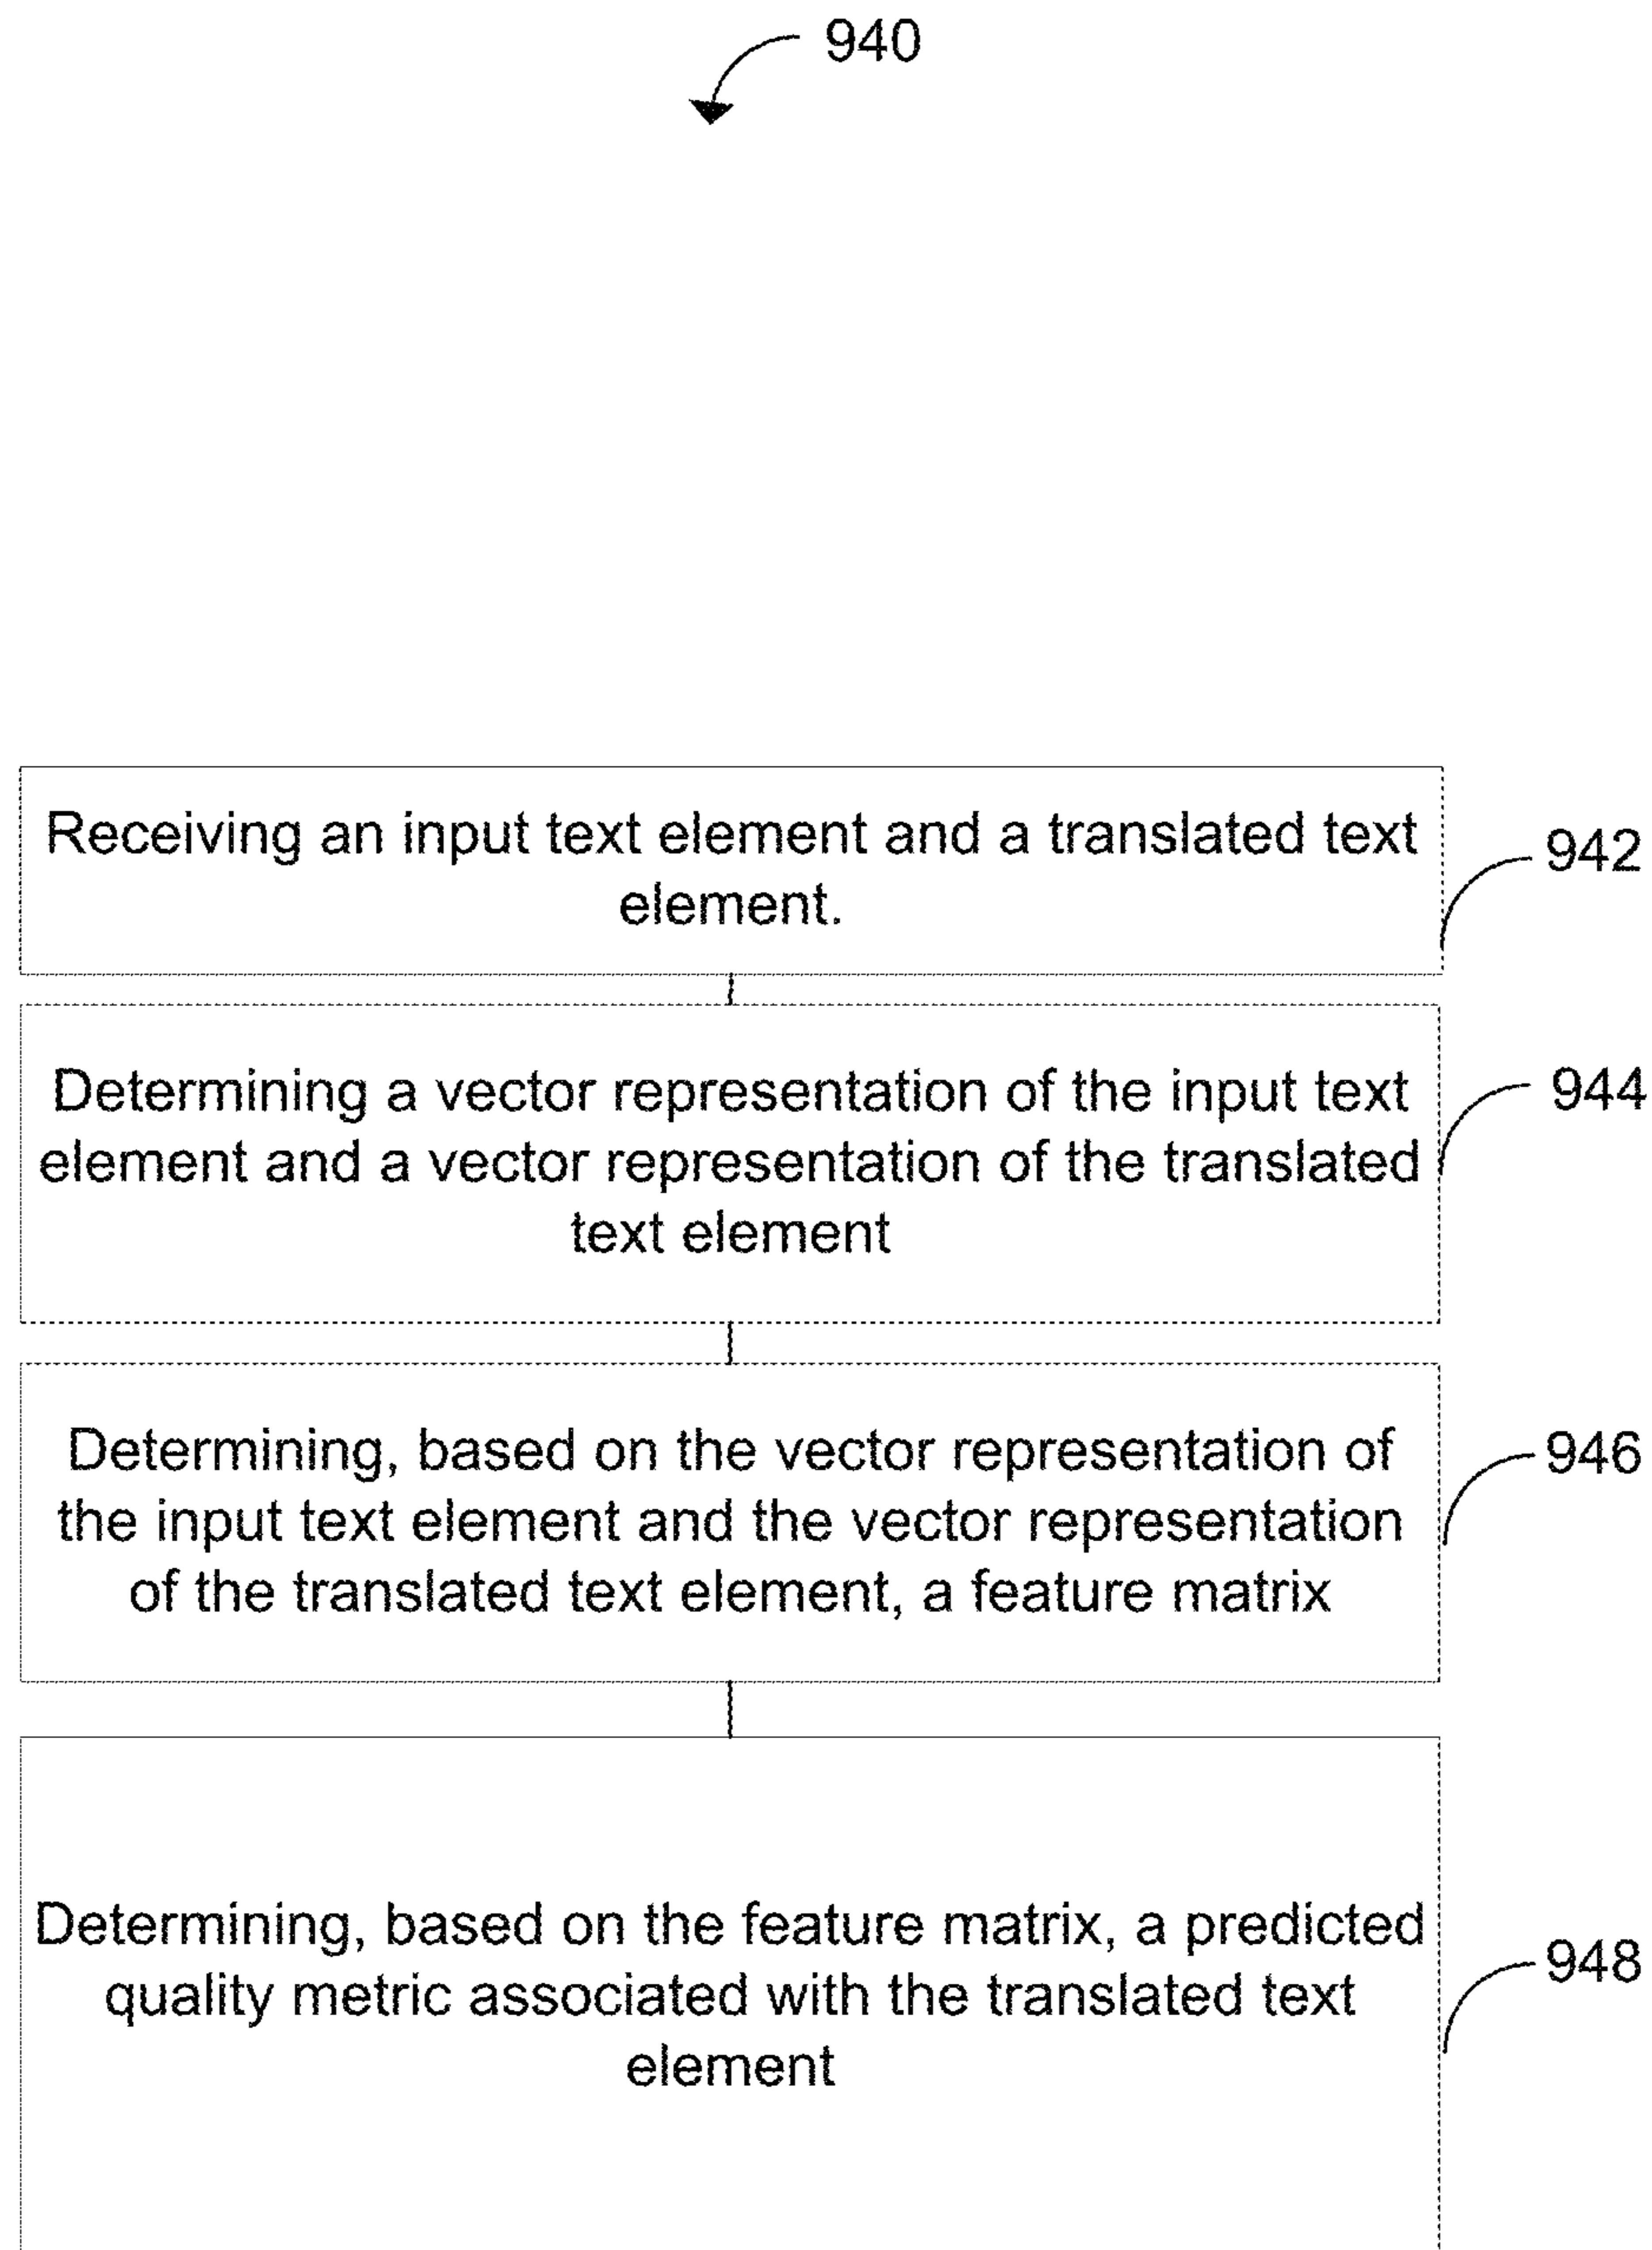 940
Receiving an input text element and a translated text
element.
942
Determining a vector representation of the input text
element and a vector representation of the translated
text element
944
Determining, based on the vector representation of
the input text element and the vector representation
of the translated text element, a feature matrix
946
Determining, based on the feature matrix, a predicted
quality metric associated with the translated text
element
948